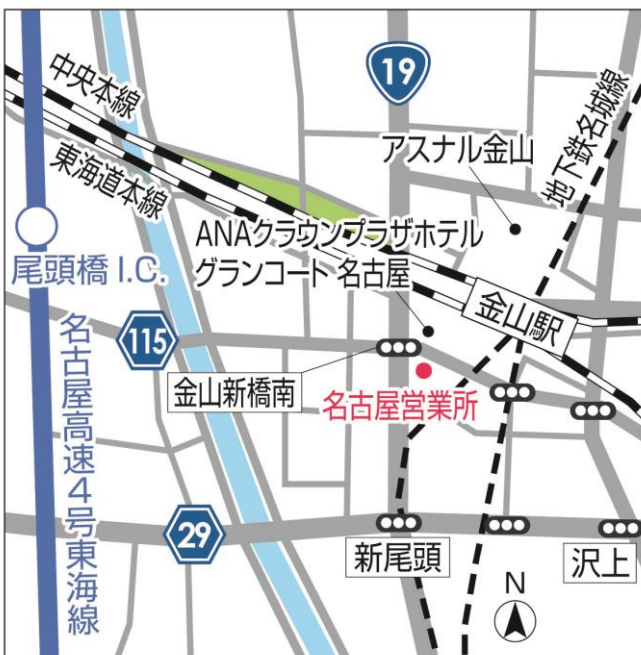 19
中央本線
東海道本線
アスナル金山
地下鉄名城線
ANAクラウンプラザホテル
グランコート 名古屋
尾頭橋 I.C.
金山駅
115
金山新橋南
名古屋営業所
名古屋高速4号東海線
29
新尾頭
沢上
N